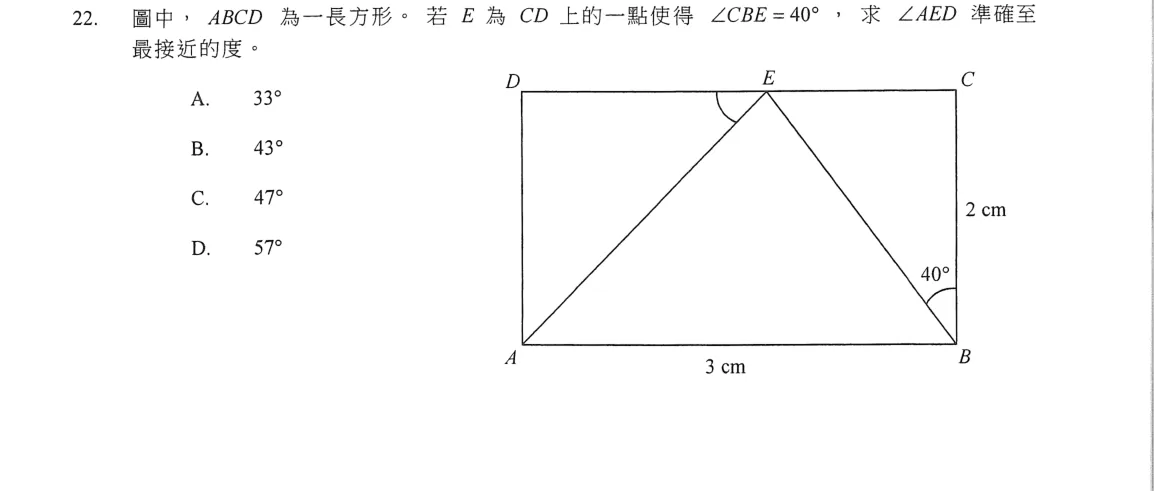 22. 圖中， ABCD 為一長方形。 若 E 為 CD 上的一點使得 ∠CBE = 40° ， 求 ∠AED 準確至
最接近的度。
A. 33°
B. 43°
C. 47°
D. 57°
D E C
2 cm
40°
A B
3 cm